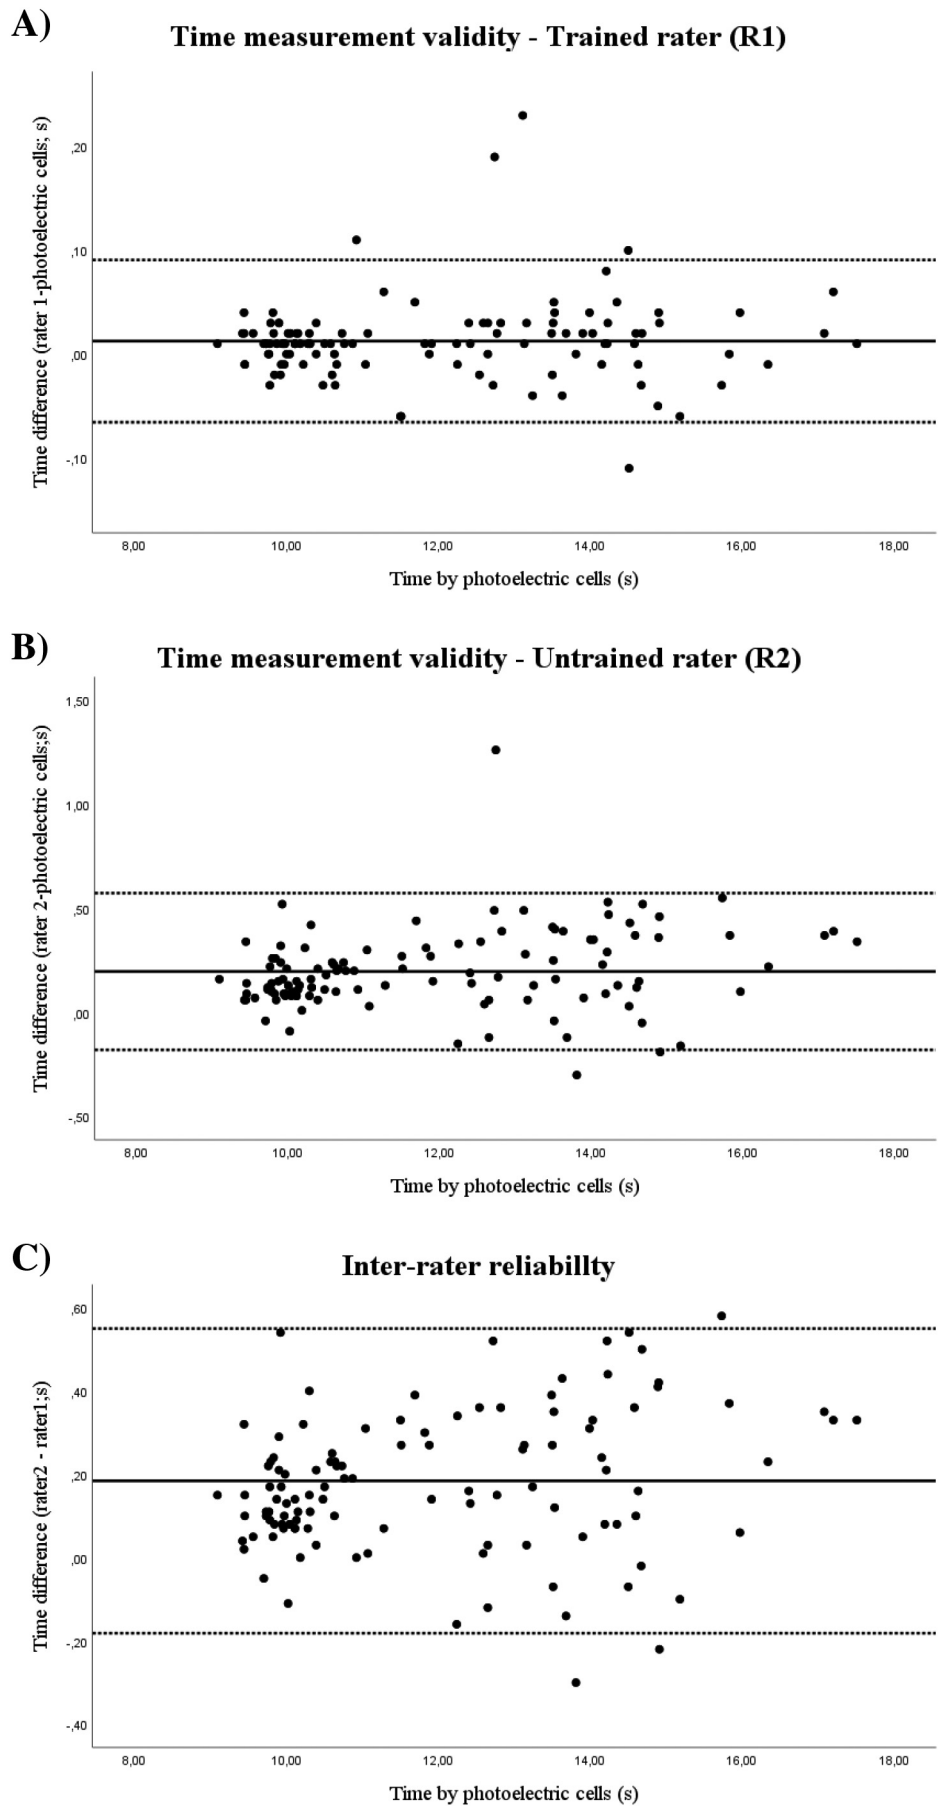 A)
Time measurement validity - Trained rater (R1)
Time difference (rater 1-photoelectric cells; s)
,20
,10
,00
-,10
8,00 10,00 12,00 14,00 16,00 18,00
Time by photoelectric cells (s)
B)
Time measurement validity - Untrained rater (R2)
Time difference (rater 2-photoelectric cells;s)
1,50
1,00
,50
,00
-,50
8,00 10,00 12,00 14,00 16,00 18,00
Time by photoelectric cells (s)
C)
Inter-rater reliabillty
Time difference (rater2 - rater1;s)
,60
,40
,20
,00
-,20
-,40
8,00 10,00 12,00 14,00 16,00 18,00
Time by photoelectric cells (s)